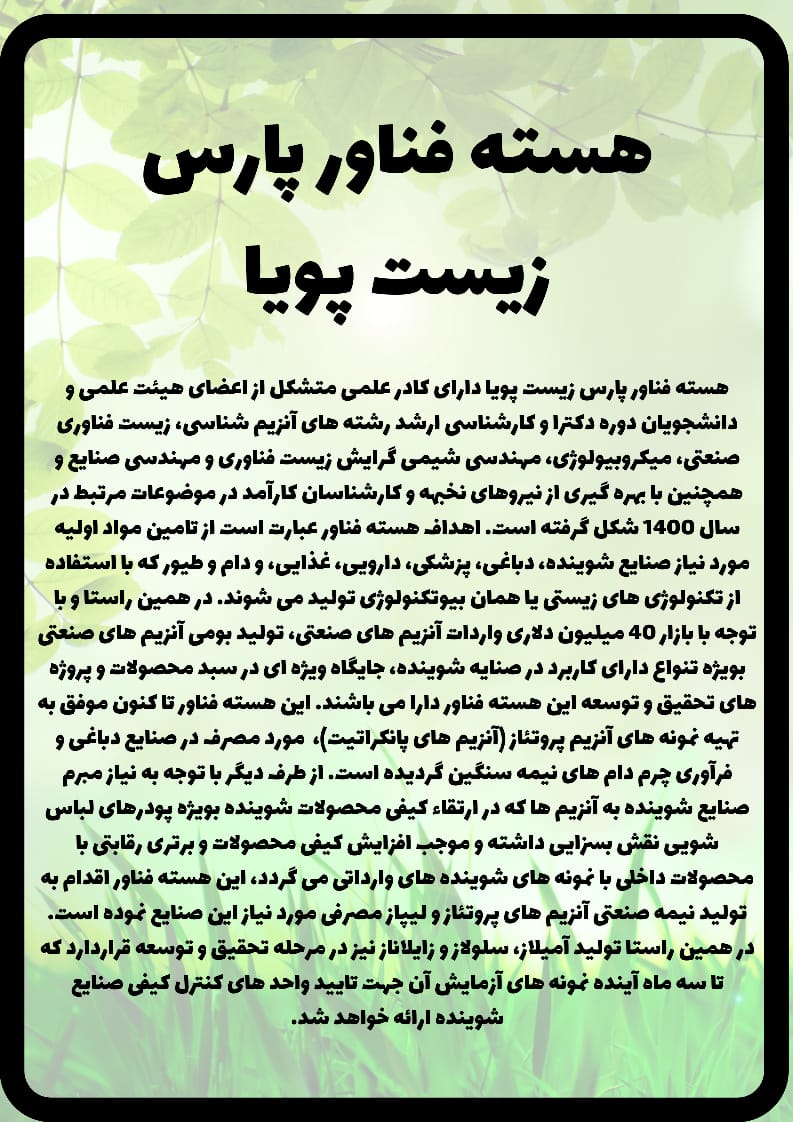 هسته فناور پارس
زیست پویا
هسته فناور پارس زیست پویا دارای کادر علمی متشکل از اعضای هیئت علمی و
دانشجویان دوره دکترا و کارشناسی ارشد رشته های آنزیم شناسی، زیست فناوری
صنعتی، میکروبیولوژی، مهندسی شیمی گرایش زیست فناوری و مهندسی صنایع و
همچنین با بهره گیری از نیروهای نخبهه و کارشناسان کارآمد در موضوعات مرتبط در
سال 1400 شکل گرفته است. اهداف هسته فناور عبارت است از تامین مواد اولیه
مورد نیاز صنایع شوینده، دباغی، پزشکی، دارویی، غذایی، و دام و طیور که با استفاده
از تکنولوژی های زیستی یا همان بیوتکنولوژی تولید می شوند. در همین راستا و با
توجه با بازار 40 میلیون دلاری واردات آنزیم های صنعتی، تولید بومی آنزیم های صنعتی
بویژه تنواع دارای کاربرد در صنایه شوینده، جایگاه ویژه ای در سبد محصولات و پروژه
های تحقیق و توسعه این هسته فناور دارا می باشند. این هسته فناور تا کنون موفق به
تهیه نمونه های آنزیم پروتئاز (آنزیم های پانکراتیت)، مورد مصرف در صنایع دباغی و
فرآوری چرم دام های نیمه سنگین گردیده است. از طرف دیگر با توجه به نیاز مبرم
صنایع شوینده به آنزیم ها که در ارتقاء کیفی محصولات شوینده بویژه پودرهای لباس
شویی نقش بسزایی داشته و موجب افزایش کیفی محصولات و برتری رقابتی با
محصولات داخلی با نمونه های شوینده های وارداتی می گردد، این هسته فناور اقدام به
تولید نیمه صنعتی آنزیم های پروتئاز و لیپاز مصرفی مورد نیاز این صنایع نموده است.
در همین راستا تولید آمیلاز، سلولاز و زایلاناز نیز در مرحله تحقیق و توسعه قراردارد که
تا سه ماه آینده نمونه های آزمایش آن جهت تایید واحد های کنترل کیفی صنایع
شوینده ارائه خواهد شد.